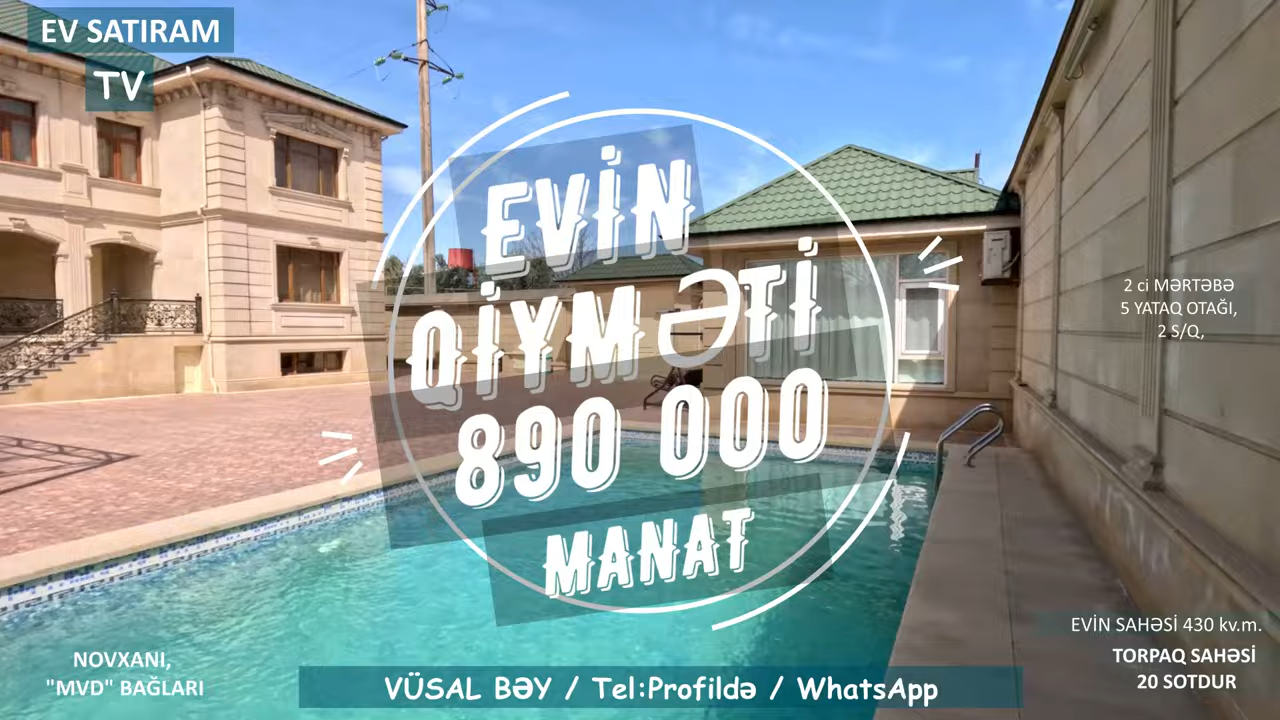 EV SATIRAM
TV
EVİN
QİYMƏTİ
890 000
MANAT
2 ci MƏRTƏBƏ
5 YATAQ OTAĞI,
2 S/Q,
EVİN SAHƏSİ 430 kv.m.
TORPAQ SAHƏSİ
20 SOTDUR
NOVXANI,
"MVD" BAĞLARI
VÜSAL BƏY / Tel:Profildə / WhatsApp